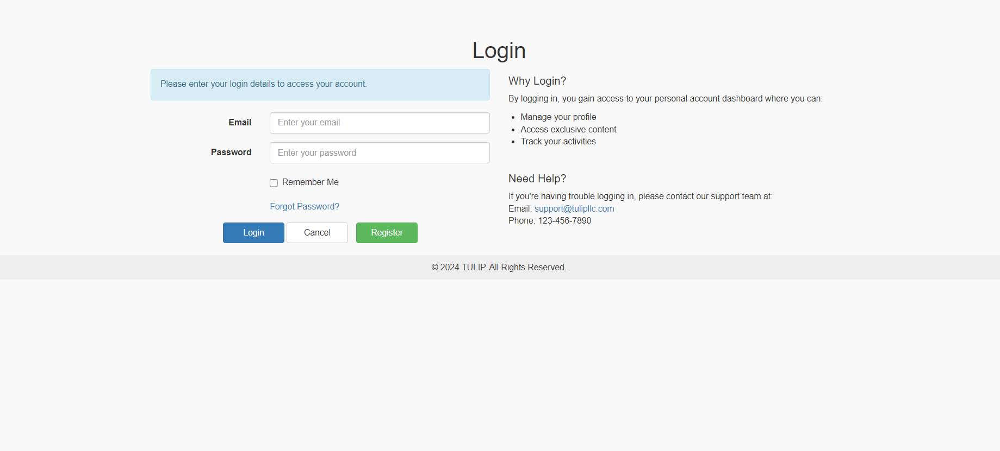 Login
Please enter your login details to access your account.
Email
Enter your email
Password
Enter your password
Remember Me
Forgot Password?
Login
Cancel
Register
Why Login?
By logging in, you gain access to your personal account dashboard where you can:
Manage your profile
Access exclusive content
Track your activities
Need Help?
If you're having trouble logging in, please contact our support team at:
Email: support@tulipllc.com
Phone: 123-456-7890
© 2024 TULIP. All Rights Reserved.